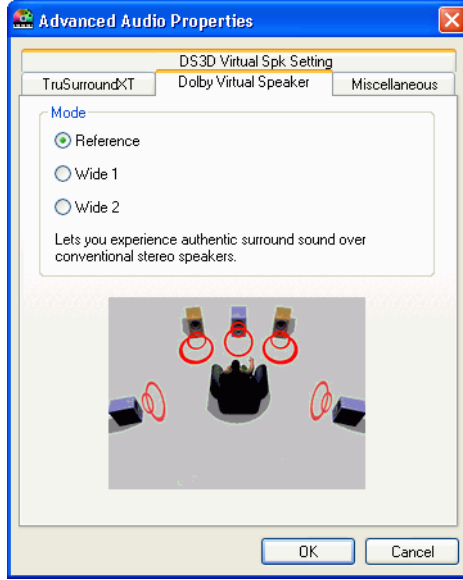 Advanced Audio Properties
DS3D Virtual Spk Setting
TruSurroundXT Dolby Virtual Speaker Miscellaneous
Mode
Reference
Wide 1
Wide 2
Lets you experience authentic surround sound over
conventional stereo speakers.
OK Cancel